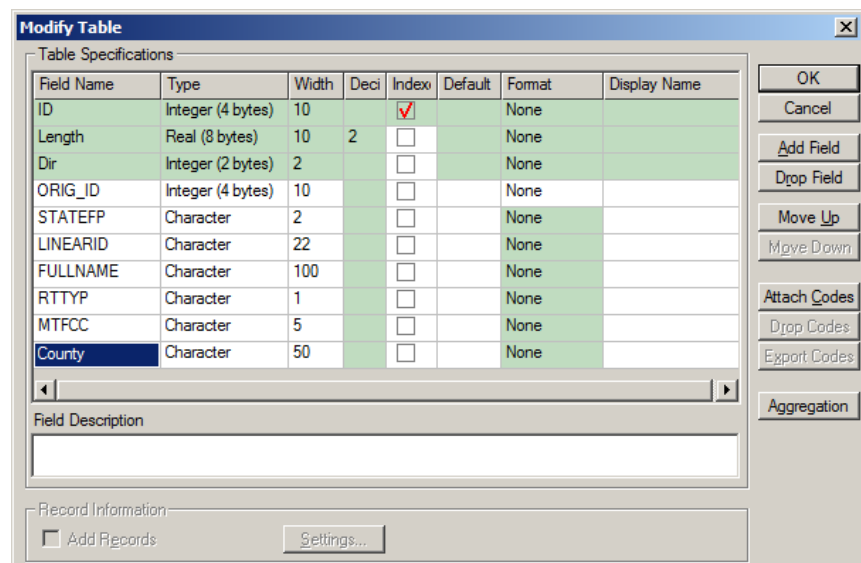 Modify Table
Table Specifications
Field Name Type Width Deci Indexe Default Format Display Name
ID Integer (4 bytes) 10 None
Length Real (8 bytes) 10 2 None
Dir Integer (2 bytes) 2 None
ORIG_ID Integer (4 bytes) 10 None
STATEFP Character 2 None
LINEARID Character 22 None
FULLNAME Character 100 None
RTTYP Character 1 None
MTFCC Character 5 None
County Character 50 None
Field Description
Record Information
Add Records Settings...
OK
Cancel
Add Field
Drop Field
Move Up
Move Down
Attach Codes
Drop Codes
Export Codes
Aggregation